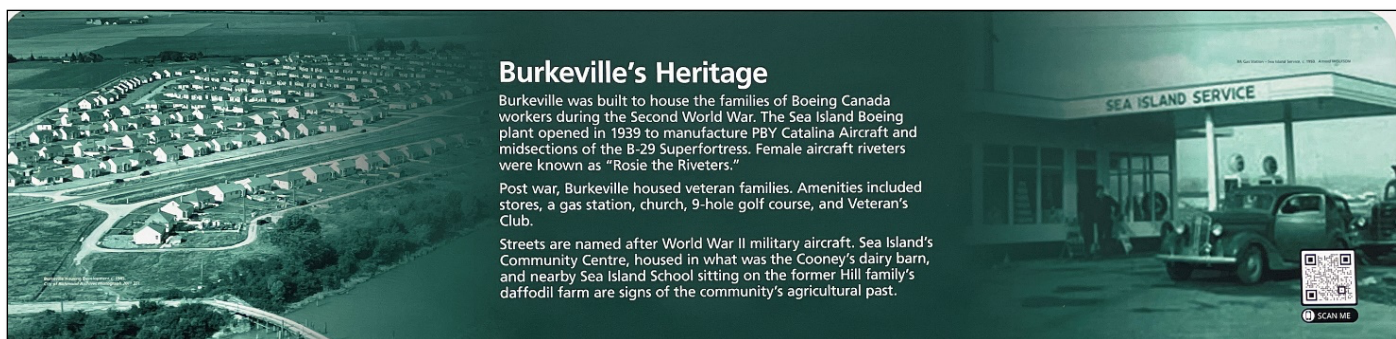 Burkeville's Heritage
Burkeville was built to house the families of Boeing Canada
workers during the Second World War. The Sea Island Boeing
plant opened in 1939 to manufacture PBY Catalina Aircraft and
midsections of the B-29 Superfortress. Female aircraft riveters
were known as “Rosie the Riveters.”
Post war, Burkeville housed veteran families. Amenities included
stores, a gas station, church, 9-hole golf course, and Veteran's
Club.
Streets are named after World War II military aircraft. Sea Island's
Community Centre, housed in what was the Cooney's dairy barn,
and nearby Sea Island School sitting on the former Hill family's
daffodil farm are signs of the community's agricultural past.
SEA ISLAND SERVICE
SCAN ME